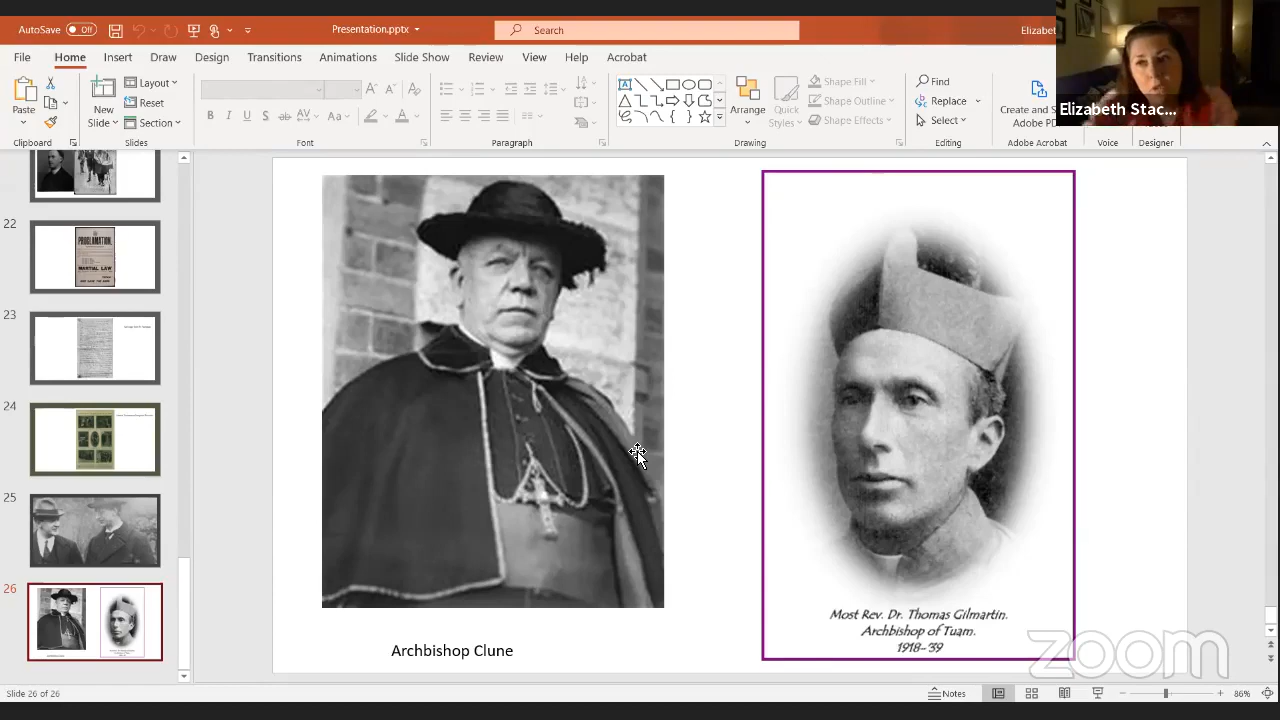 AutoSave Off Presentation.pptx Search Elizabet
File Home Insert Draw Design Transitions Animations Slide Show Review View Help Acrobat
Paste
New
Slide
Layout
Reset
Section
U S ab AV Aa A
A A
Arrange
Quick
Styles
Shape Fill
Shape Outline
Shape Effects
Find
Replace
Select
Create and S
Adobe PD
Clipboard Slides Font Paragraph Drawing Editing Adobe Acrobat Voice Designer
Elizabeth Stac...
22
PROCLAMATION.
MARTIAL LAW
23
24
25
26
Archbishop Clune
Most Rev. Dr. Thomas Gilmartin.
Archbishop of Tuam.
1918-'39
zoom
Slide 26 of 26 Notes 86%